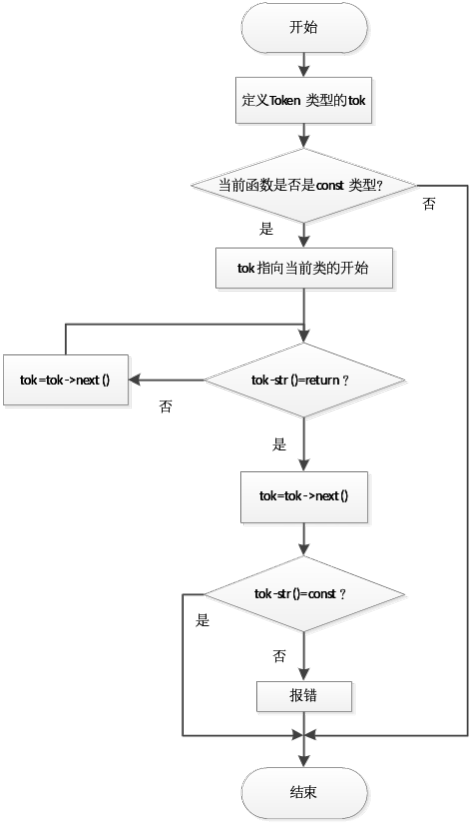 开始
定义Token 类型的tok
当前函数是否是const 类型？
否
是
tok 指向当前类的开始
tok-str ()=return ？
tok=tok->next ()
否
是
tok=tok->next()
tok-str()=const ？
是
否
报错
结束